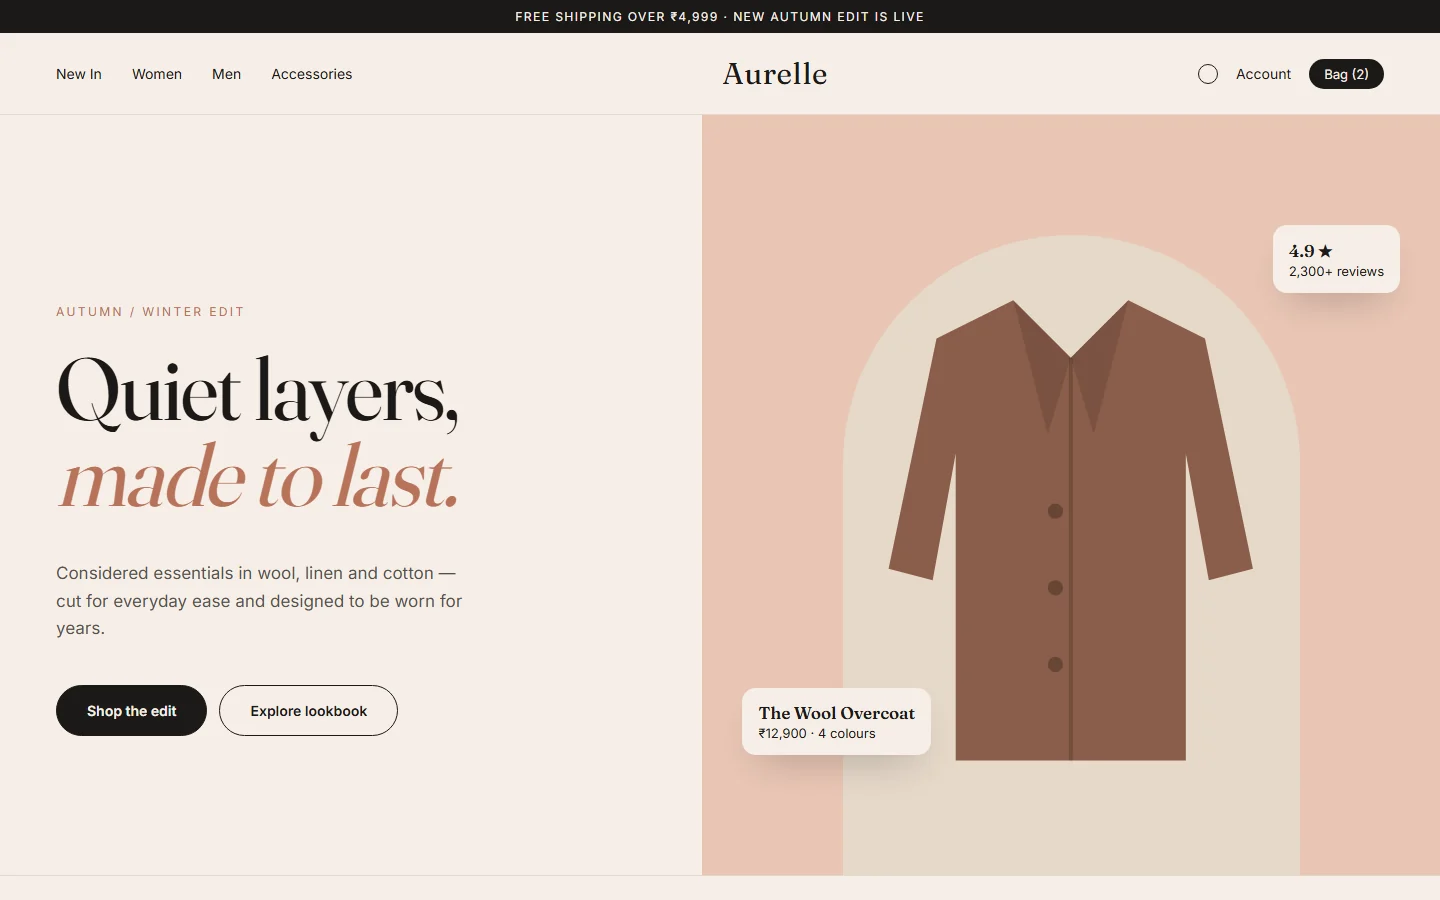 FREE SHIPPING OVER ₹4,999 · NEW AUTUMN EDIT IS LIVE
New In Women Men Accessories
Aurelle
Account
Bag (2)
AUTUMN / WINTER EDIT
Quiet layers,
made to last.
Considered essentials in wool, linen and cotton —
cut for everyday ease and designed to be worn for
years.
Shop the edit
Explore lookbook
4.9 ★
2,300+ reviews
The Wool Overcoat
₹12,900 · 4 colours